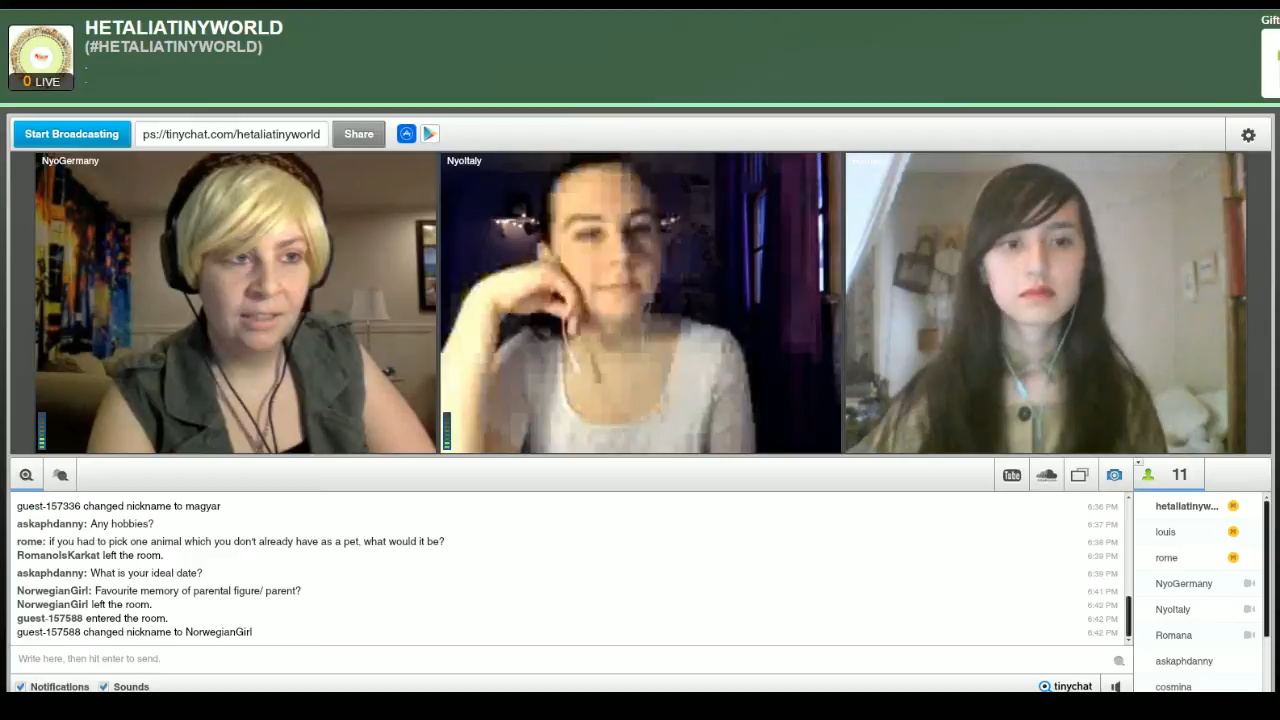 HETALIATINYWORLD
(#HETALIATINYWORLD)
0 LIVE
Gift
Start Broadcasting
ps://tinychat.com/hetaliatinyworld
Share
NyoGermany
NyoItaly
You Tube
11
guest-157336 changed nickname to magyar 6:36 PM
askaphdanny: Any hobbies? 6:37 PM
rome: if you had to pick one animal which you don't already have as a pet, what would it be? 6:38 PM
RomanoIsKarkat left the room. 6:39 PM
askaphdanny: What is your ideal date? 6:39 PM
NorwegianGirl: Favourite memory of parental figure/ parent? 6:41 PM
NorwegianGirl left the room. 6:42 PM
guest-157588 entered the room. 6:42 PM
guest-157588 changed nickname to NorwegianGirl 6:42 PM
hetaliatinyw...
louis
rome
NyoGermany
NyoItaly
Romana
askaphdanny
cosmina
Write here, then hit enter to send.
Notifications
Sounds
tinychat